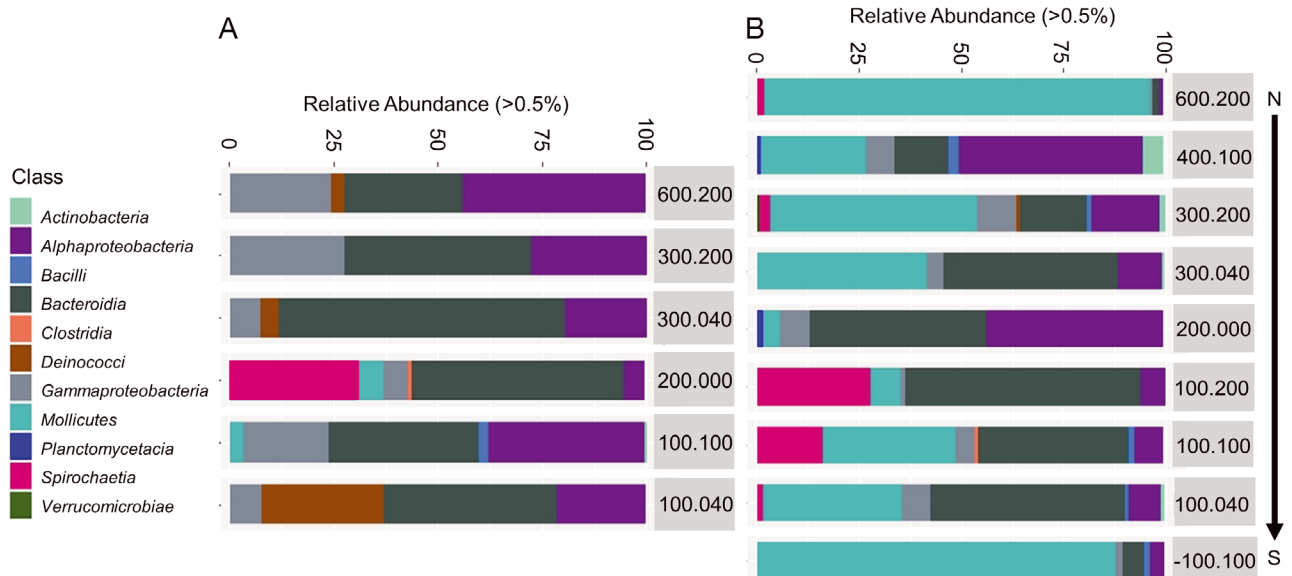 A
Relative Abundance (>0.5%)
0 25 50 75 100
600.200
300.200
300.040
200.000
100.100
100.040
Class
Actinobacteria
Alphaproteobacteria
Bacilli
Bacteroidia
Clostridia
Deinococci
Gammaproteobacteria
Mollicutes
Planctomycetacia
Spirochaetia
Verrucomicrobiae
B
Relative Abundance (>0.5%)
0 25 50 75 100
600.200
400.100
300.200
300.040
200.000
100.200
100.100
100.040
-100.100
N
S